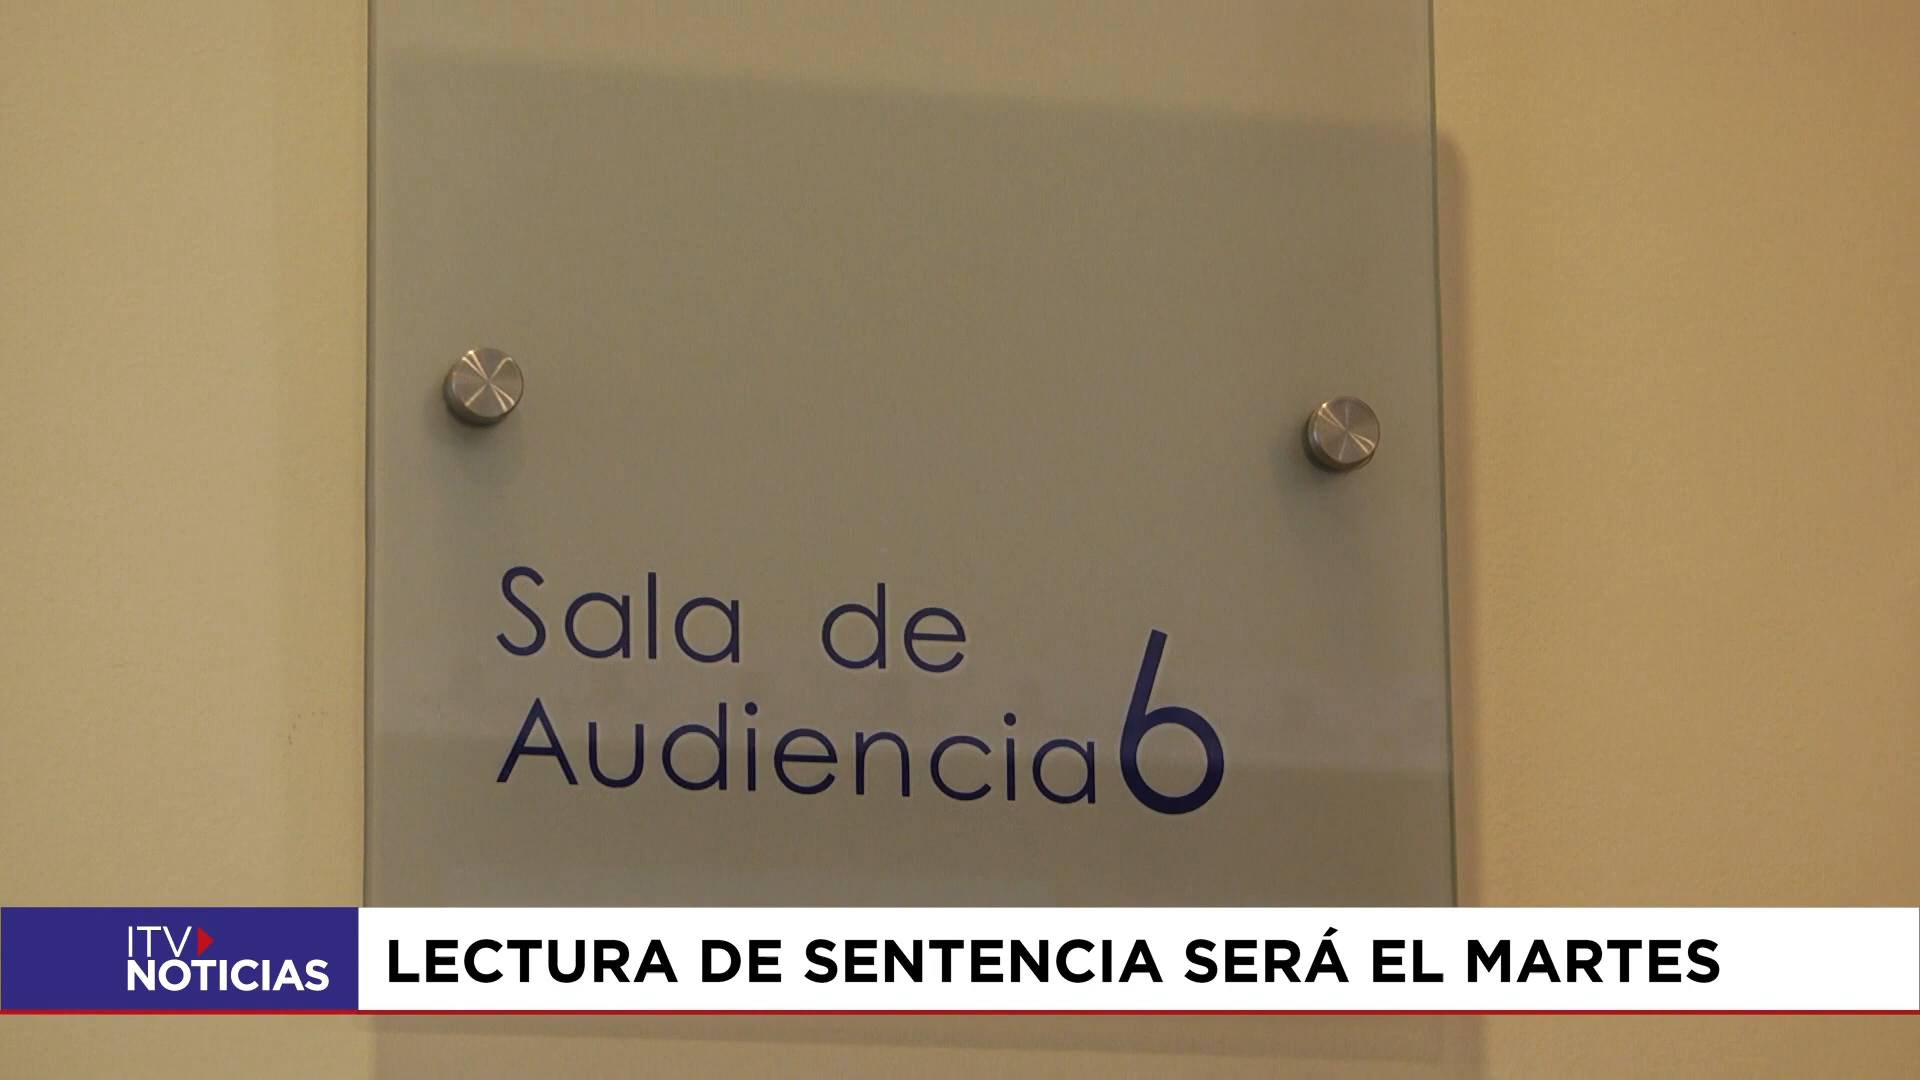 Sala de
Audiencia 6
ITV
NOTICIAS
LECTURA DE SENTENCIA SERÁ EL MARTES